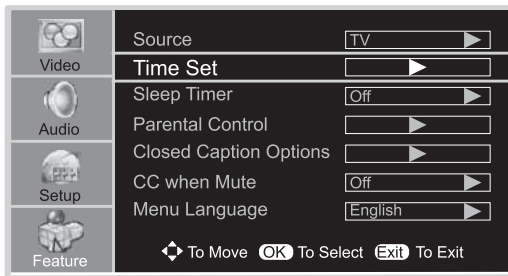 Video
Audio
Setup
Feature
Source TV
Time Set
Sleep Timer Off
Parental Control
Closed Caption Options
CC when Mute Off
Menu Language English
To Move OK To Select Exit To Exit